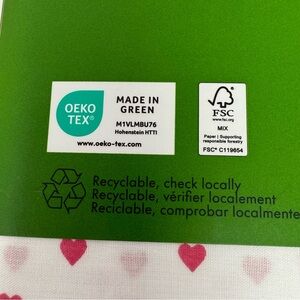 OEKO
TEX®
MADE IN
GREEN
M1VLMBU76
Hohenstein HTTI
www.oeko-tex.com
FSC
www.fsc.org
MIX
Paper | Supporting
responsible forestry
FSC® C119654
Recyclable, check locally
Recyclable, vérifier localement
Reciclable, comprobar localmente